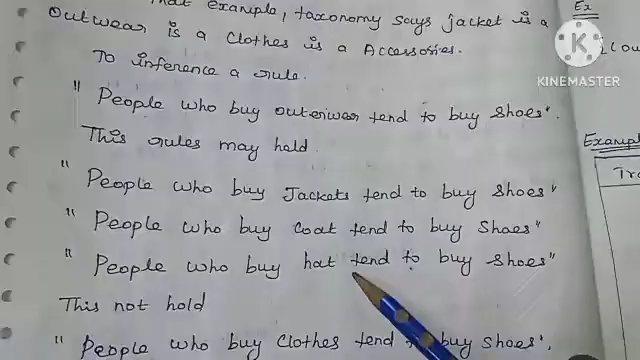 that example, taxonomy says jacket is a
outwear is a clothes is a Accessories.
To inference a rule.
"People who buy outerwear tend to buy shoes".
This rules may hold
"People who buy Jackets tend to buy shoes"
"People who buy Coat tend to buy shoes"
"People who buy hat tend to buy shoes"
This not hold
"People who buy clothes tend to buy shoes".
Ex
KINEMASTER
Example